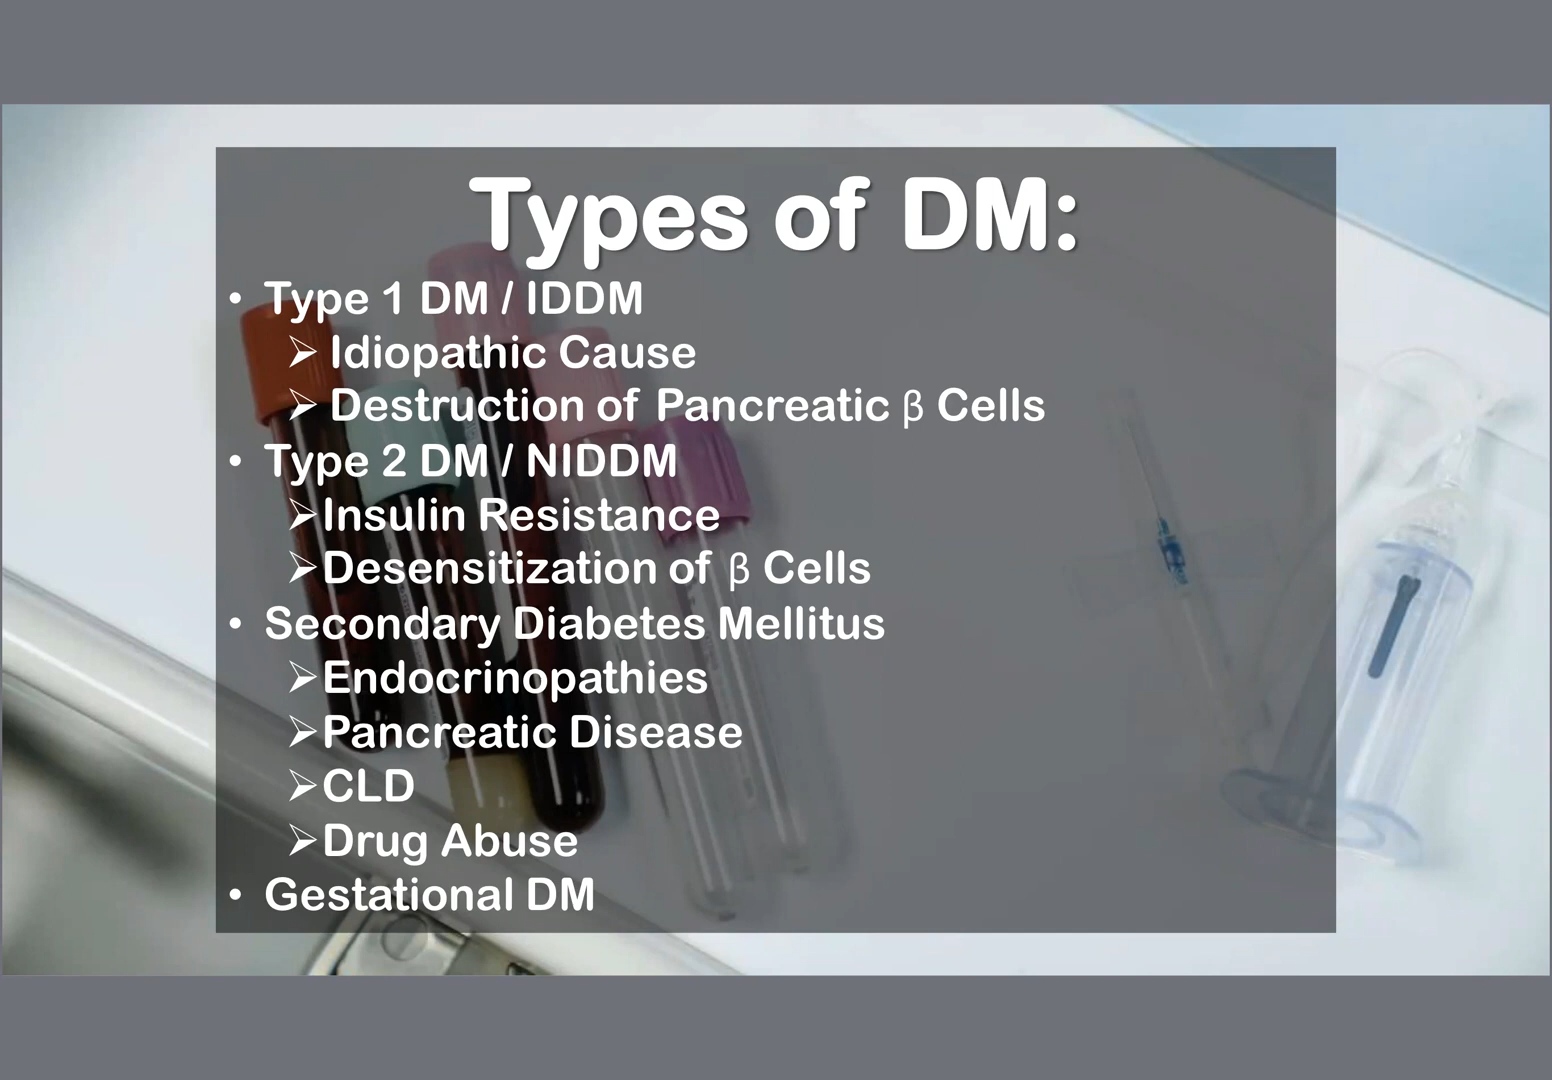 Types of DM:
• Type 1 DM / IDDM
➢ Idiopathic Cause
➢ Destruction of Pancreatic β Cells
• Type 2 DM / NIDDM
➢Insulin Resistance
➢Desensitization of β Cells
• Secondary Diabetes Mellitus
➢Endocrinopathies
➢Pancreatic Disease
➢CLD
➢Drug Abuse
• Gestational DM